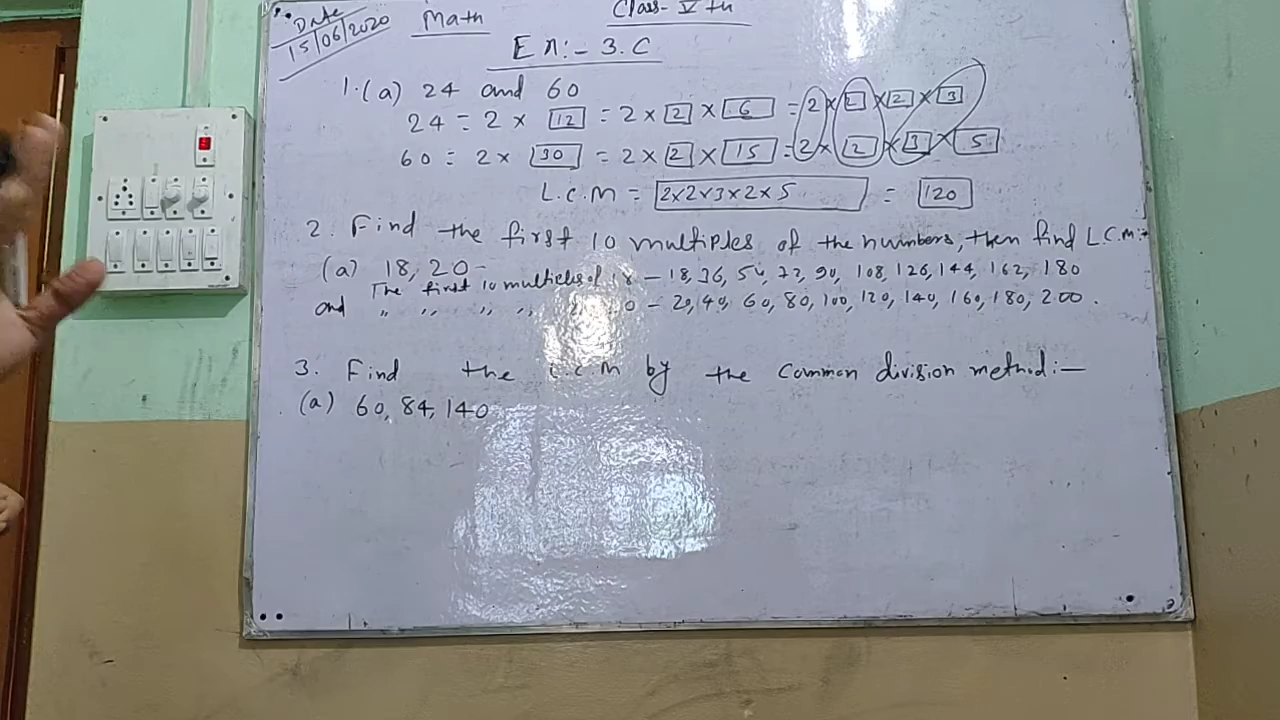 Date
15/06/2020
Math
Class- Vth
Ex:- 3.C
1.(a) 24 and 60
24 = 2 × 12 = 2 × 2 × 6 = 2 × 2 × 2 × 3
60 = 2 × 30 = 2 × 2 × 15 = 2 × 2 × 3 × 5
L.C.M = 2×2×3×2×5 = 120
2. Find the first 10 multiples of the numbers, then find L.C.M:-
(a) 18, 20-
The first 10 multiples of 18 - 18, 36, 54, 72, 90, 108, 126, 144, 162, 180
and " " " " 0 - 20, 40, 60, 80, 100, 120, 140, 160, 180, 200.
3. Find the L.C.M by the Common division method:-
(a) 60, 84, 140